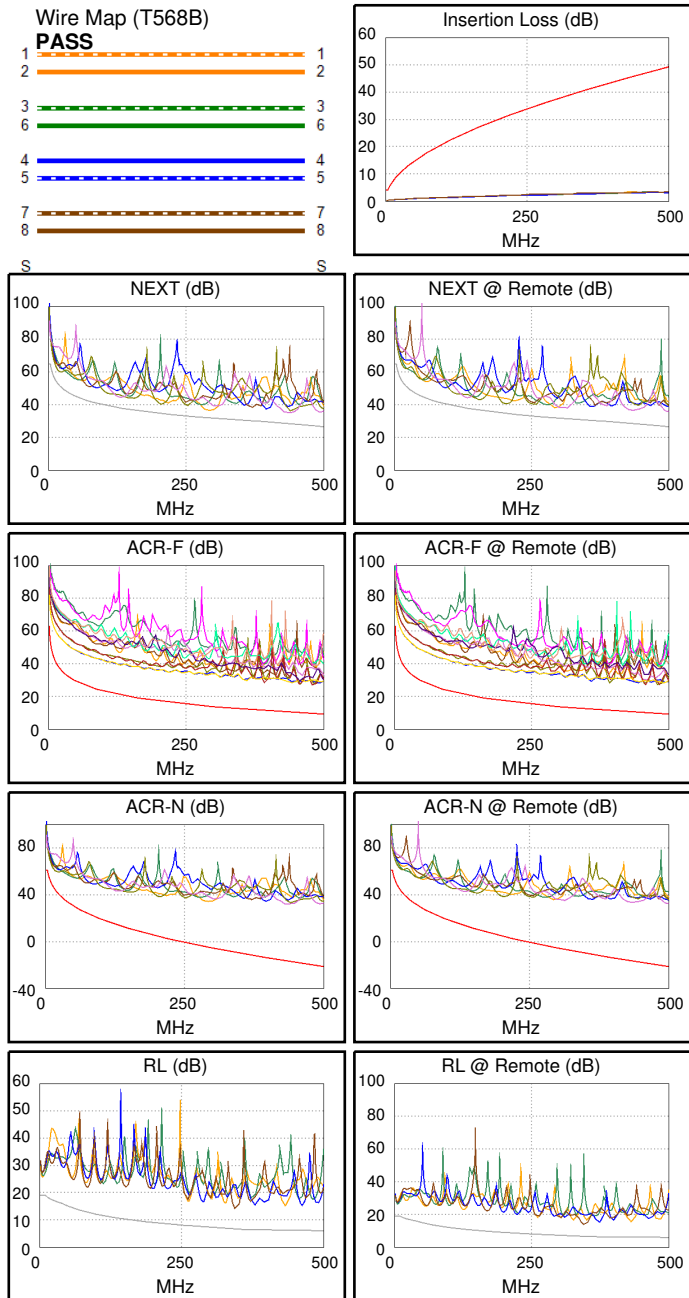 Wire Map (T568B)
PASS
1 1
2 2
3 3
6 6
4 4
5 5
7 7
8 8
S S
Insertion Loss (dB)
60
50
40
30
20
10
0
0 250 500
MHz
NEXT (dB)
100
80
60
40
20
0
0 250 500
MHz
NEXT @ Remote (dB)
100
80
60
40
20
0
0 250 500
MHz
ACR-F (dB)
100
80
60
40
20
0
0 250 500
MHz
ACR-F @ Remote (dB)
100
80
60
40
20
0
0 250 500
MHz
ACR-N (dB)
80
40
0
-40
0 250 500
MHz
ACR-N @ Remote (dB)
80
40
0
-40
0 250 500
MHz
RL (dB)
60
50
40
30
20
10
0
0 250 500
MHz
RL @ Remote (dB)
100
80
60
40
20
0
0 250 500
MHz